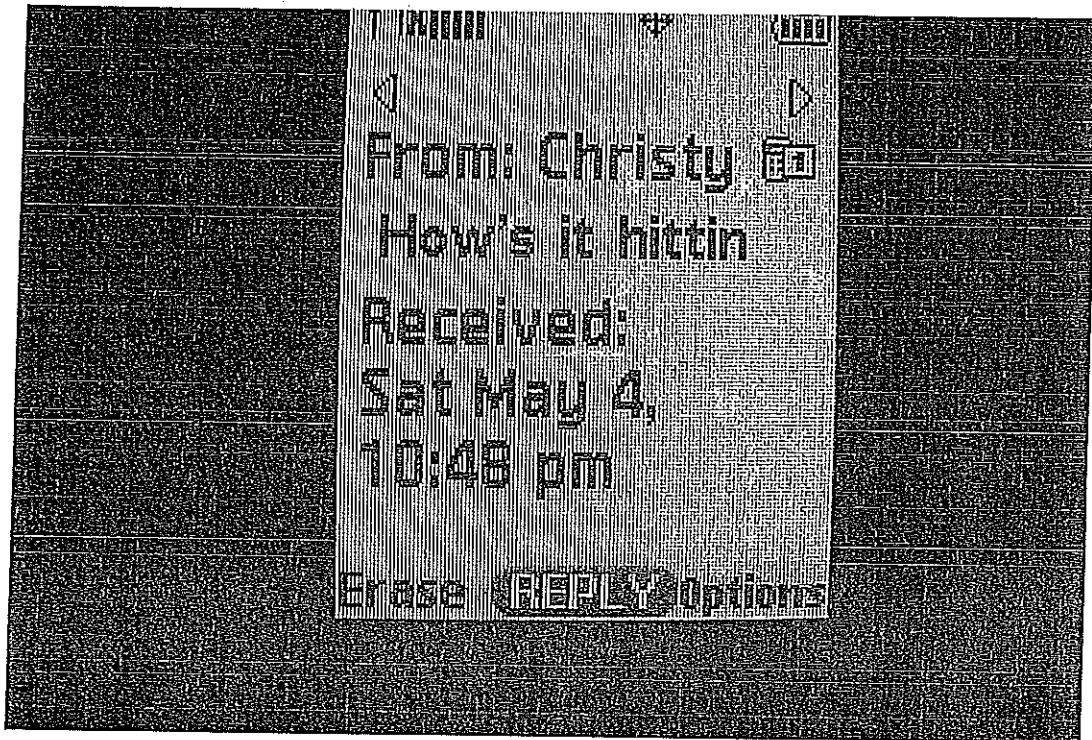 From: Christy
How's it hittin
Received:
Sat May 4,
10:48 pm
Erase REPLY Options